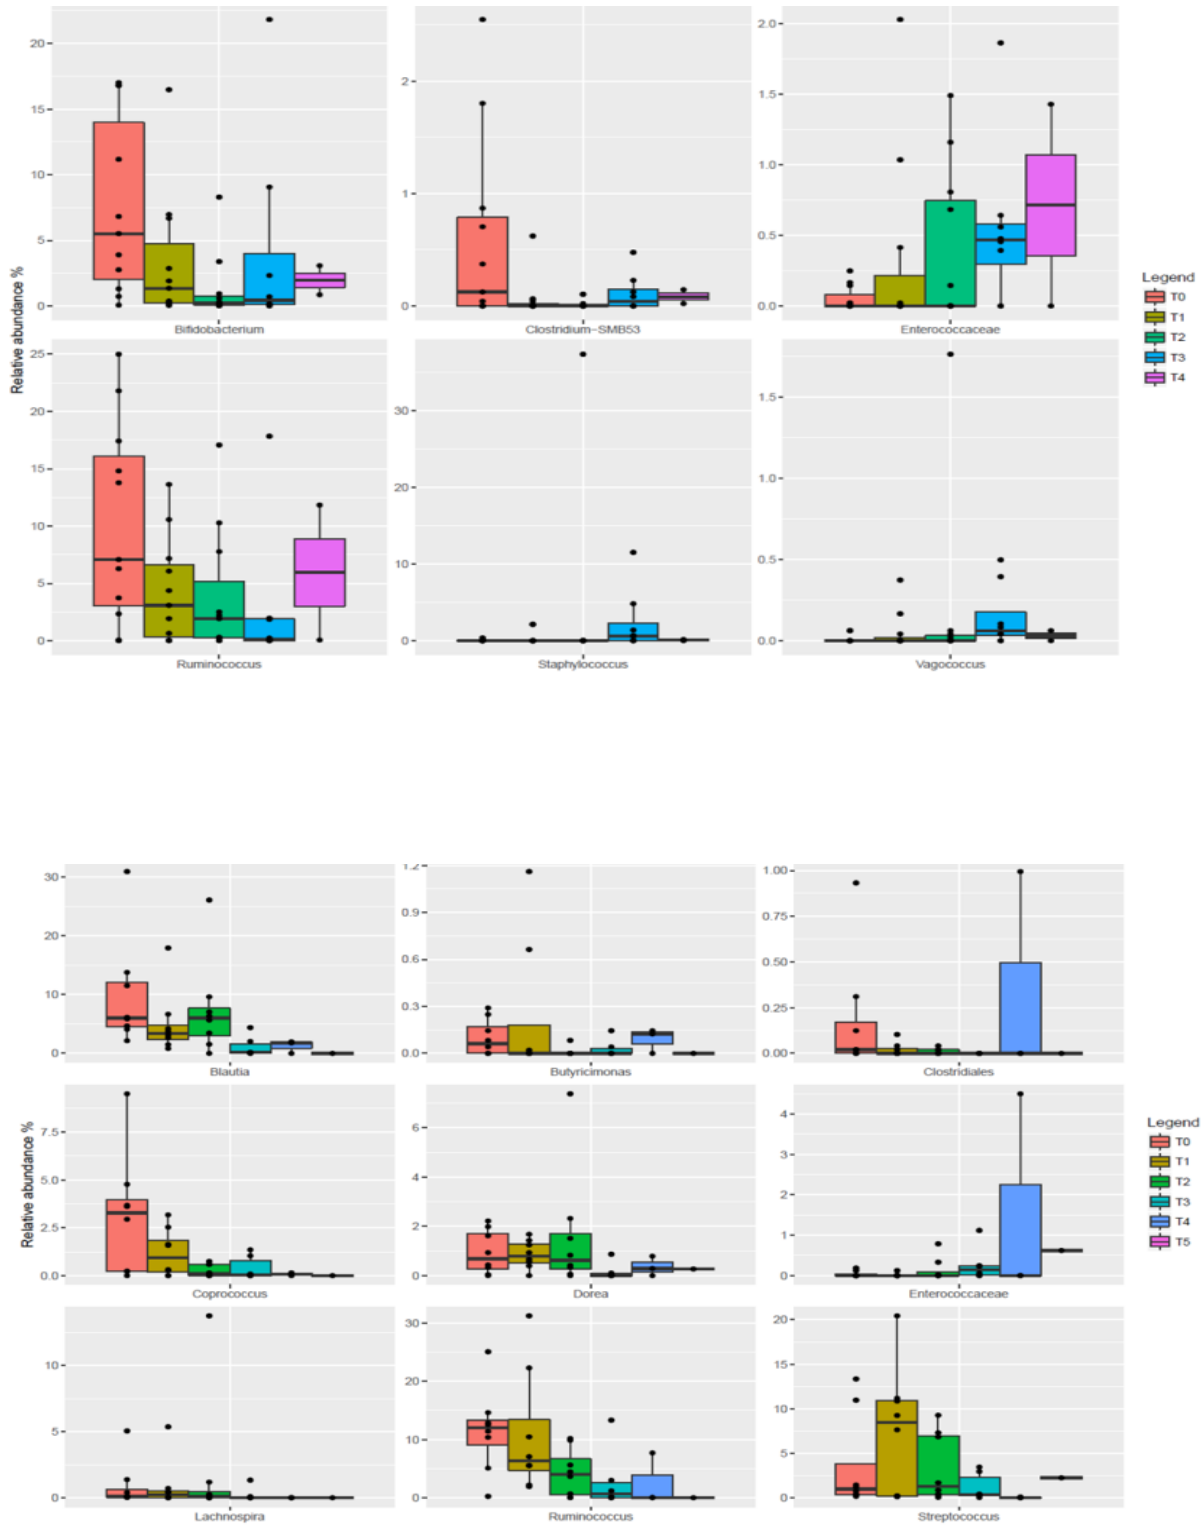 20
15
10
5
0
Bifidobacterium
2
1
0
Clostridium-SMB53
2.0
1.5
1.0
0.5
0.0
Enterococcaceae
Relative abundance %
25
20
15
10
5
0
Ruminococcus
30
20
10
0
Staphylococcus
1.5
1.0
0.5
0.0
Vagococcus
Legend
T0
T1
T2
T3
T4
30
20
10
0
Blautia
1.2
0.9
0.6
0.3
0.0
Butyricimonas
1.00
0.75
0.50
0.25
0.00
Clostridiales
Relative abundance %
7.5
5.0
2.5
0.0
Coprococcus
6
4
2
0
Dorea
4
3
2
1
0
Enterococcaceae
10
5
0
Lachnospira
30
20
10
0
Ruminococcus
20
15
10
5
0
Streptococcus
Legend
T0
T1
T2
T3
T4
T5